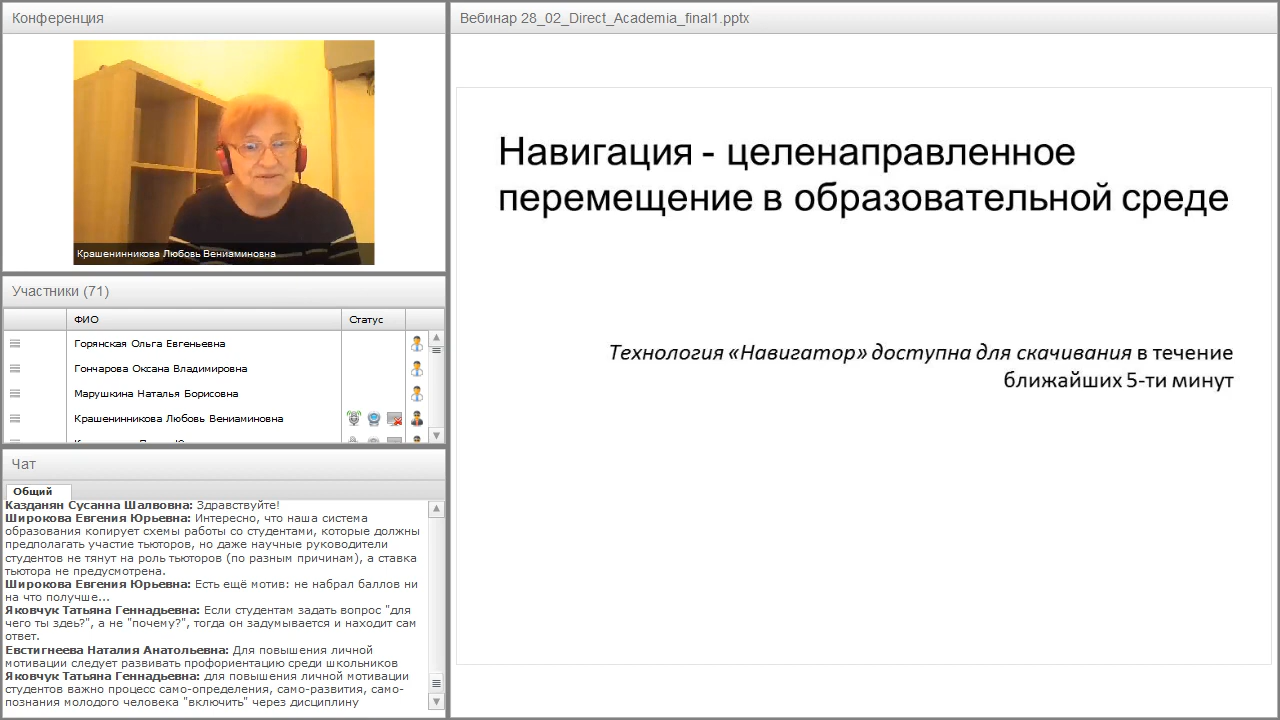 Конференция
Крашенинникова Любовь Вениаминовна
Участники (71)
ФИО
Статус
Горянская Ольга Евгеньевна
Гончарова Оксана Владимировна
Марушкина Наталья Борисовна
Крашенинникова Любовь Вениаминовна
Чат
Общий
Казданян Сусанна Шалвовна: Здравствуйте!
Широкова Евгения Юрьевна: Интересно, что наша система
образования копирует схемы работы со студентами, которые должны
предполагать участие тьюторов, но даже научные руководители
студентов не тянут на роль тьюторов (по разным причинам), а ставка
тьютора не предусмотрена.
Широкова Евгения Юрьевна: Есть ещё мотив: не набрал баллов ни
на что получше...
Яковчук Татьяна Геннадьевна: Если студентам задать вопрос "для
чего ты здеь?", а не "почему?", тогда он задумывается и находит сам
ответ.
Евстигнеева Наталия Анатольевна: Для повышения личной
мотивации следует развивать профориентацию среди школьников
Яковчук Татьяна Геннадьевна: для повышения личной мотивации
студентов важно процесс само-определения, само-развития, само-
познания молодого человека "включить" через дисциплину
Вебинар 28_02_Direct_Academia_final1.pptx
Навигация - целенаправленное
перемещение в образовательной среде
Технология «Навигатор» доступна для скачивания в течение
ближайших 5-ти минут